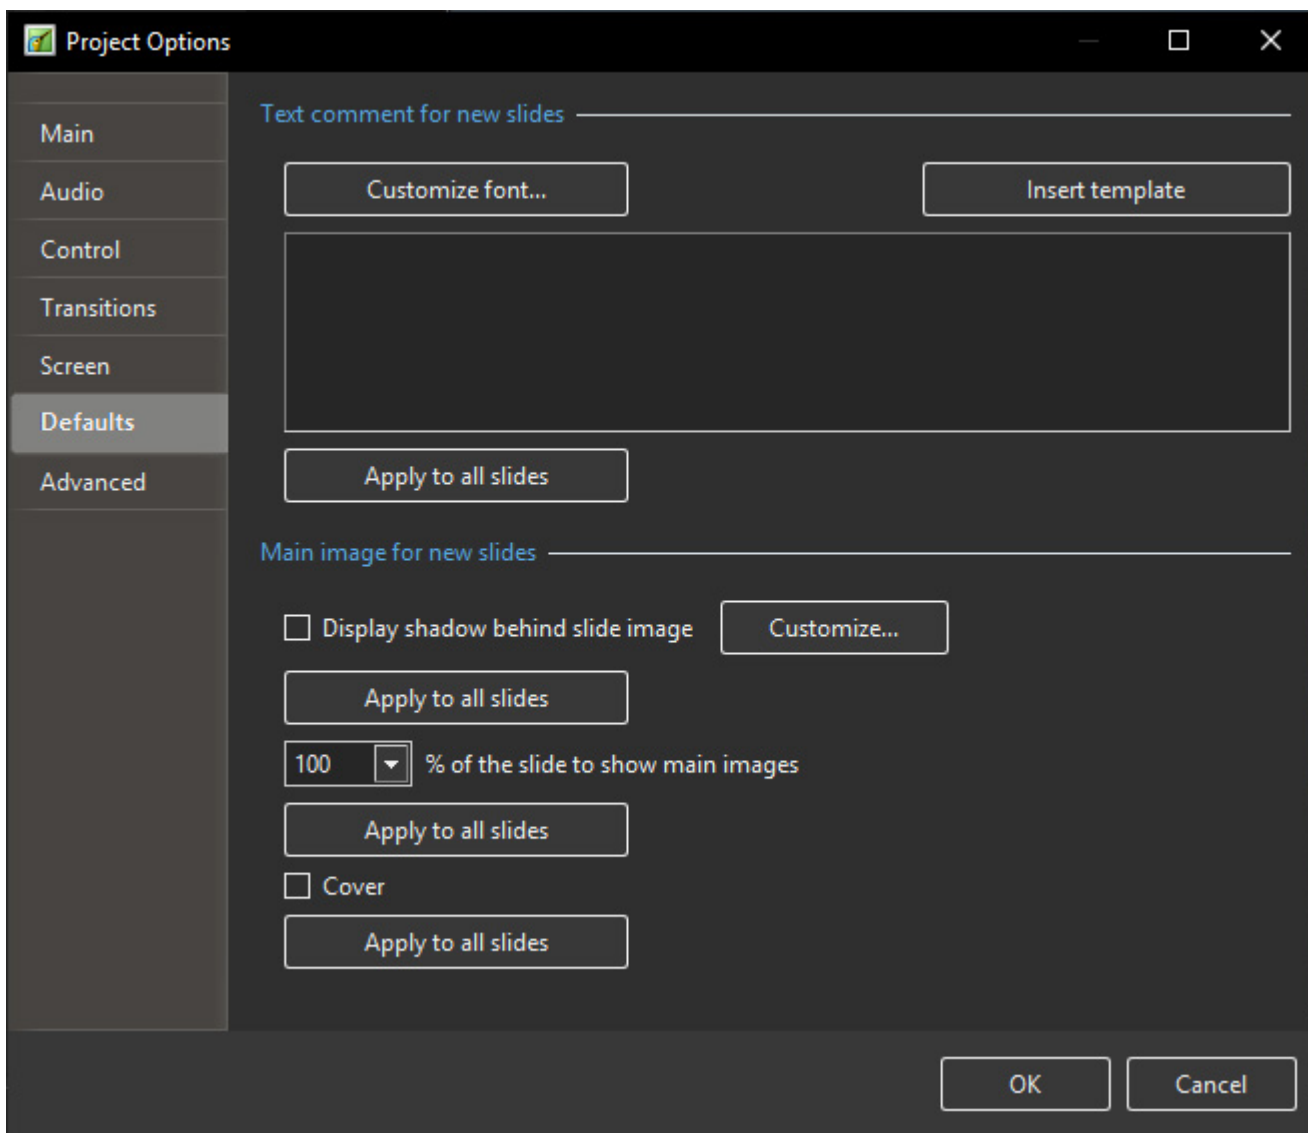 Project Options
Main
Audio
Control
Transitions
Screen
Defaults
Advanced
Text comment for new slides
Customize font...
Insert template
Apply to all slides
Main image for new slides
Display shadow behind slide image
Customize...
Apply to all slides
100
% of the slide to show main images
Apply to all slides
Cover
Apply to all slides
OK
Cancel